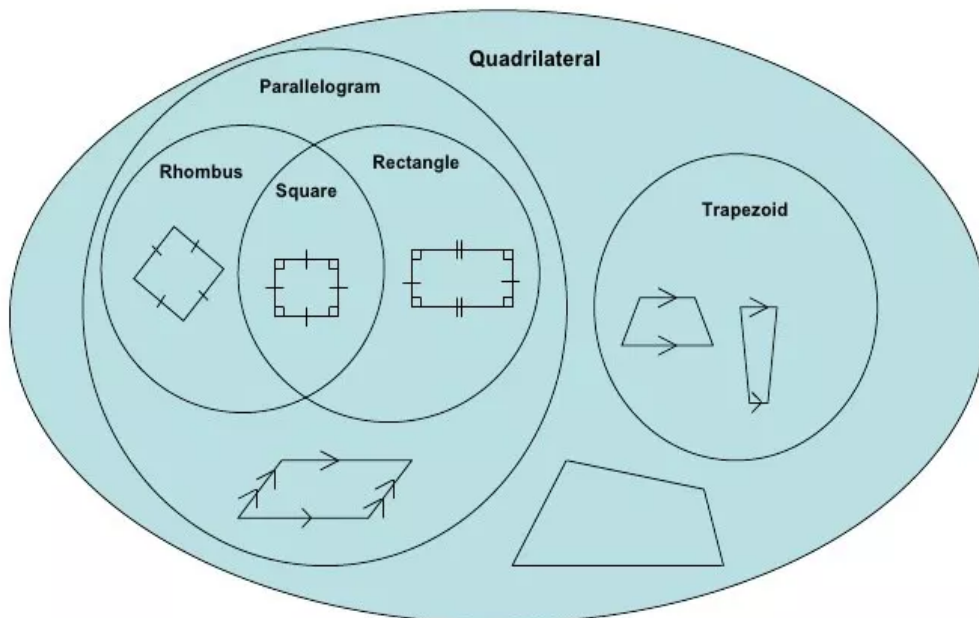 Quadrilateral
Parallelogram
Rhombus
Rectangle
Square
Trapezoid